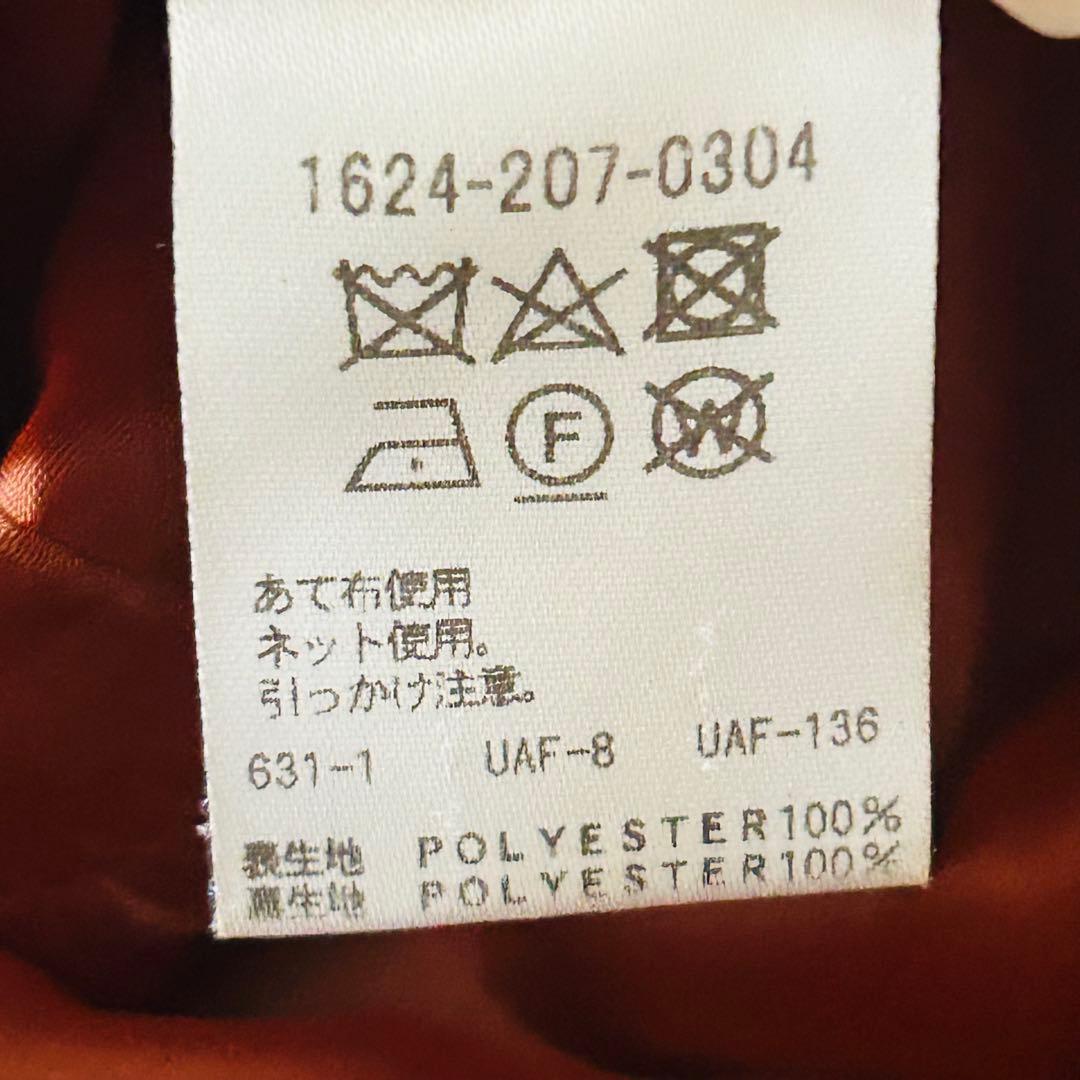 1624-207-0304
F W
あて布使用
ネット使用。
引っかけ注意。
631-1 UAF-8 UAF-136
表生地 POLYESTER100%
裏生地 POLYESTER100%